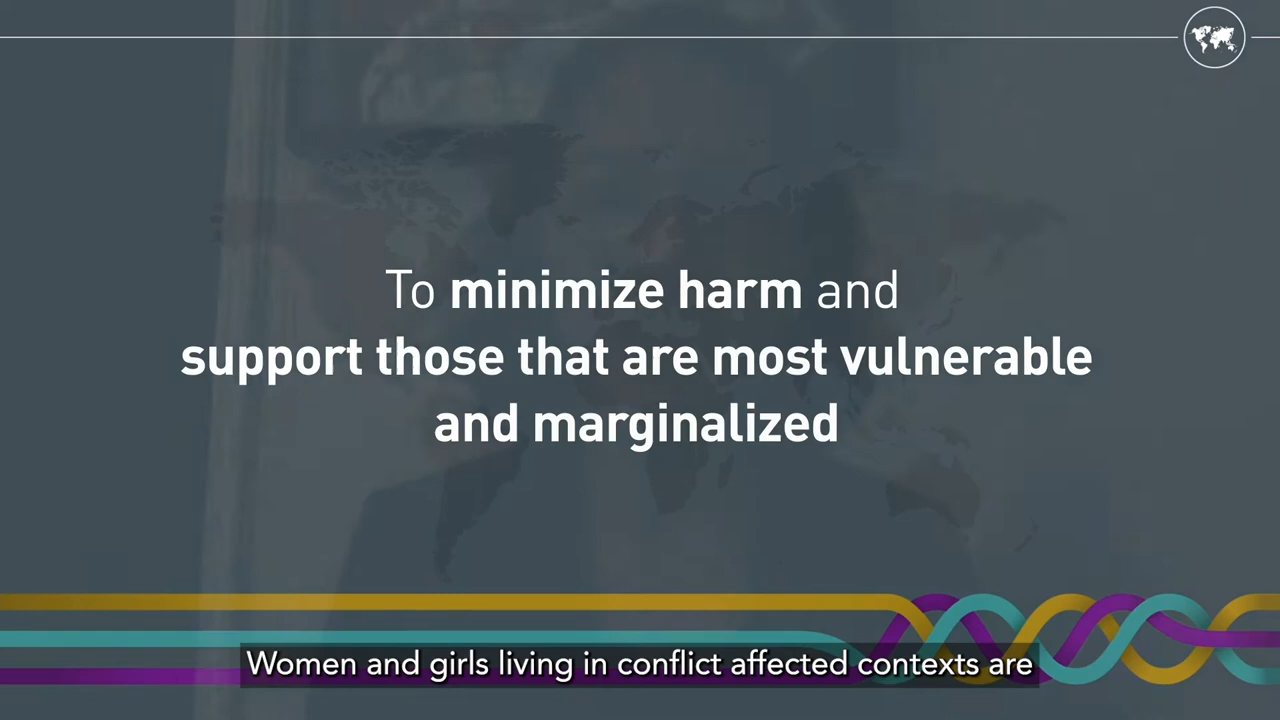 To minimize harm and
support those that are most vulnerable
and marginalized
Women and girls living in conflict affected contexts are